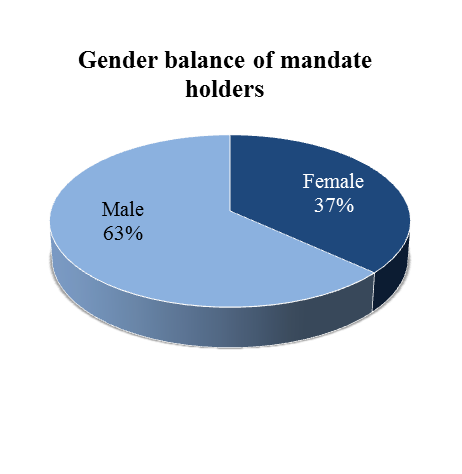 Gender balance of mandate
holders
Female
37%
Male
63%